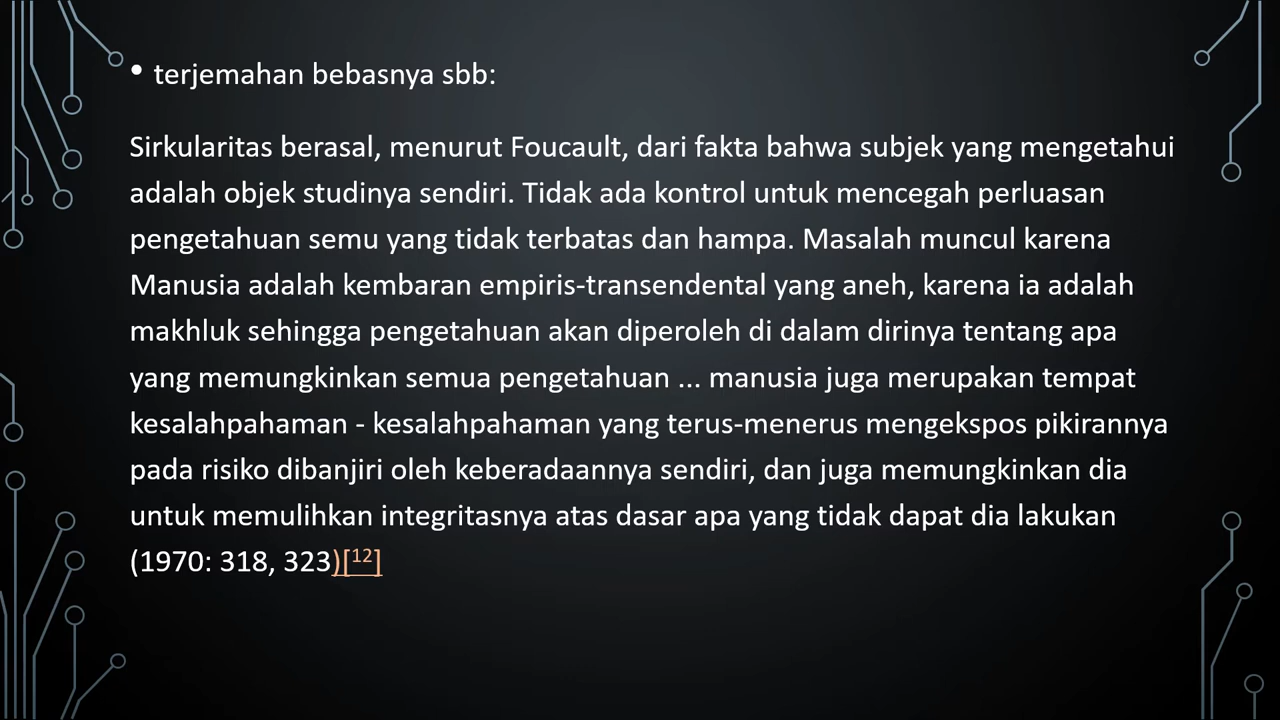 • terjemahan bebasnya sbb:
Sirkularitas berasal, menurut Foucault, dari fakta bahwa subjek yang mengetahui
adalah objek studinya sendiri. Tidak ada kontrol untuk mencegah perluasan
pengetahuan semu yang tidak terbatas dan hampa. Masalah muncul karena
Manusia adalah kembaran empiris-transendental yang aneh, karena ia adalah
makhluk sehingga pengetahuan akan diperoleh di dalam dirinya tentang apa
yang memungkinkan semua pengetahuan ... manusia juga merupakan tempat
kesalahpahaman - kesalahpahaman yang terus-menerus mengekspos pikirannya
pada risiko dibanjiri oleh keberadaannya sendiri, dan juga memungkinkan dia
untuk memulihkan integritasnya atas dasar apa yang tidak dapat dia lakukan
(1970: 318, 323)[12]